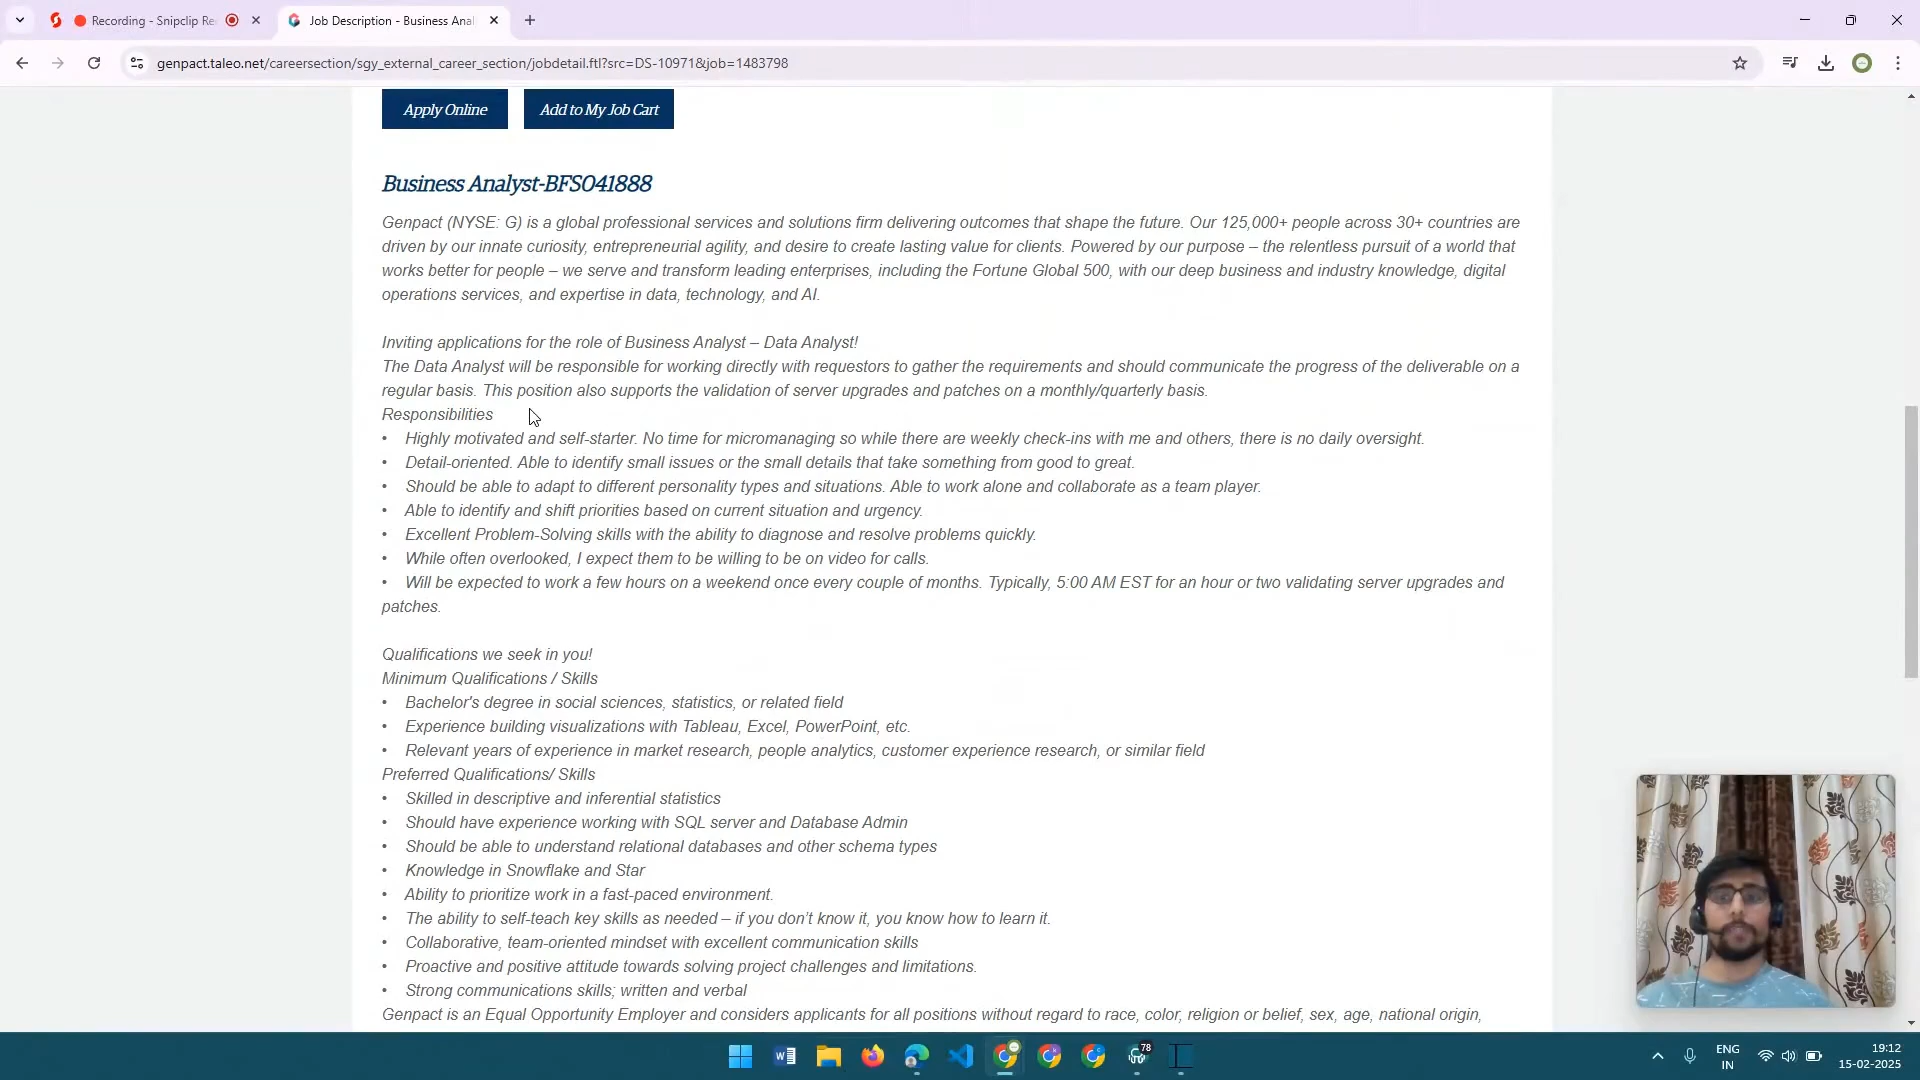 Recording - Snipclip Re
Job Description - Business Anal
genpact.taleo.net/careersection/sgy_external_career_section/jobdetail.ftl?src=DS-10971&job=1483798
Apply Online
Add to My Job Cart
Business Analyst-BFS041888
Genpact (NYSE: G) is a global professional services and solutions firm delivering outcomes that shape the future. Our 125,000+ people across 30+ countries are
driven by our innate curiosity, entrepreneurial agility, and desire to create lasting value for clients. Powered by our purpose – the relentless pursuit of a world that
works better for people – we serve and transform leading enterprises, including the Fortune Global 500, with our deep business and industry knowledge, digital
operations services, and expertise in data, technology, and AI.
Inviting applications for the role of Business Analyst – Data Analyst!
The Data Analyst will be responsible for working directly with requestors to gather the requirements and should communicate the progress of the deliverable on a
regular basis. This position also supports the validation of server upgrades and patches on a monthly/quarterly basis.
Responsibilities
• Highly motivated and self-starter. No time for micromanaging so while there are weekly check-ins with me and others, there is no daily oversight.
• Detail-oriented. Able to identify small issues or the small details that take something from good to great.
• Should be able to adapt to different personality types and situations. Able to work alone and collaborate as a team player.
• Able to identify and shift priorities based on current situation and urgency.
• Excellent Problem-Solving skills with the ability to diagnose and resolve problems quickly.
• While often overlooked, I expect them to be willing to be on video for calls.
• Will be expected to work a few hours on a weekend once every couple of months. Typically, 5:00 AM EST for an hour or two validating server upgrades and
patches.
Qualifications we seek in you!
Minimum Qualifications / Skills
• Bachelor's degree in social sciences, statistics, or related field
• Experience building visualizations with Tableau, Excel, PowerPoint, etc.
• Relevant years of experience in market research, people analytics, customer experience research, or similar field
Preferred Qualifications/ Skills
• Skilled in descriptive and inferential statistics
• Should have experience working with SQL server and Database Admin
• Should be able to understand relational databases and other schema types
• Knowledge in Snowflake and Star
• Ability to prioritize work in a fast-paced environment.
• The ability to self-teach key skills as needed – if you don’t know it, you know how to learn it.
• Collaborative, team-oriented mindset with excellent communication skills
• Proactive and positive attitude towards solving project challenges and limitations.
• Strong communications skills; written and verbal
Genpact is an Equal Opportunity Employer and considers applicants for all positions without regard to race, color, religion or belief, sex, age, national origin,
78
ENG
IN
19:12
15-02-2025